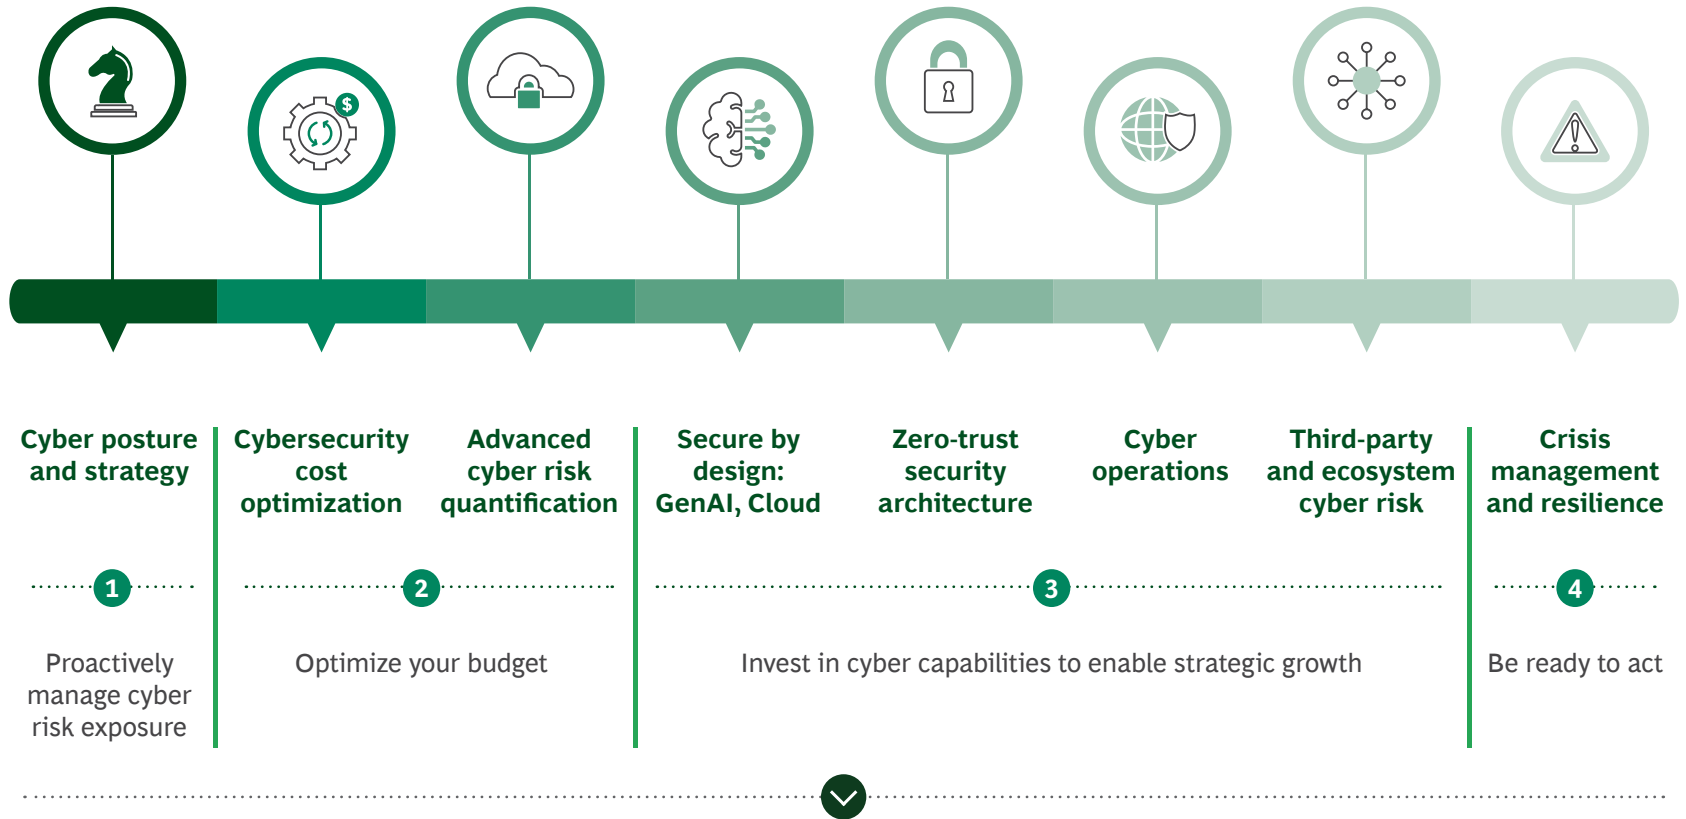 $
Cyber posture
and strategy
Cybersecurity
cost
optimization
Advanced
cyber risk
quantification
Secure by
design:
GenAI, Cloud
Zero-trust
security
architecture
Cyber
operations
Third-party
and ecosystem
cyber risk
Crisis
management
and resilience
1
Proactively
manage cyber
risk exposure
2
Optimize your budget
3
Invest in cyber capabilities to enable strategic growth
4
Be ready to act